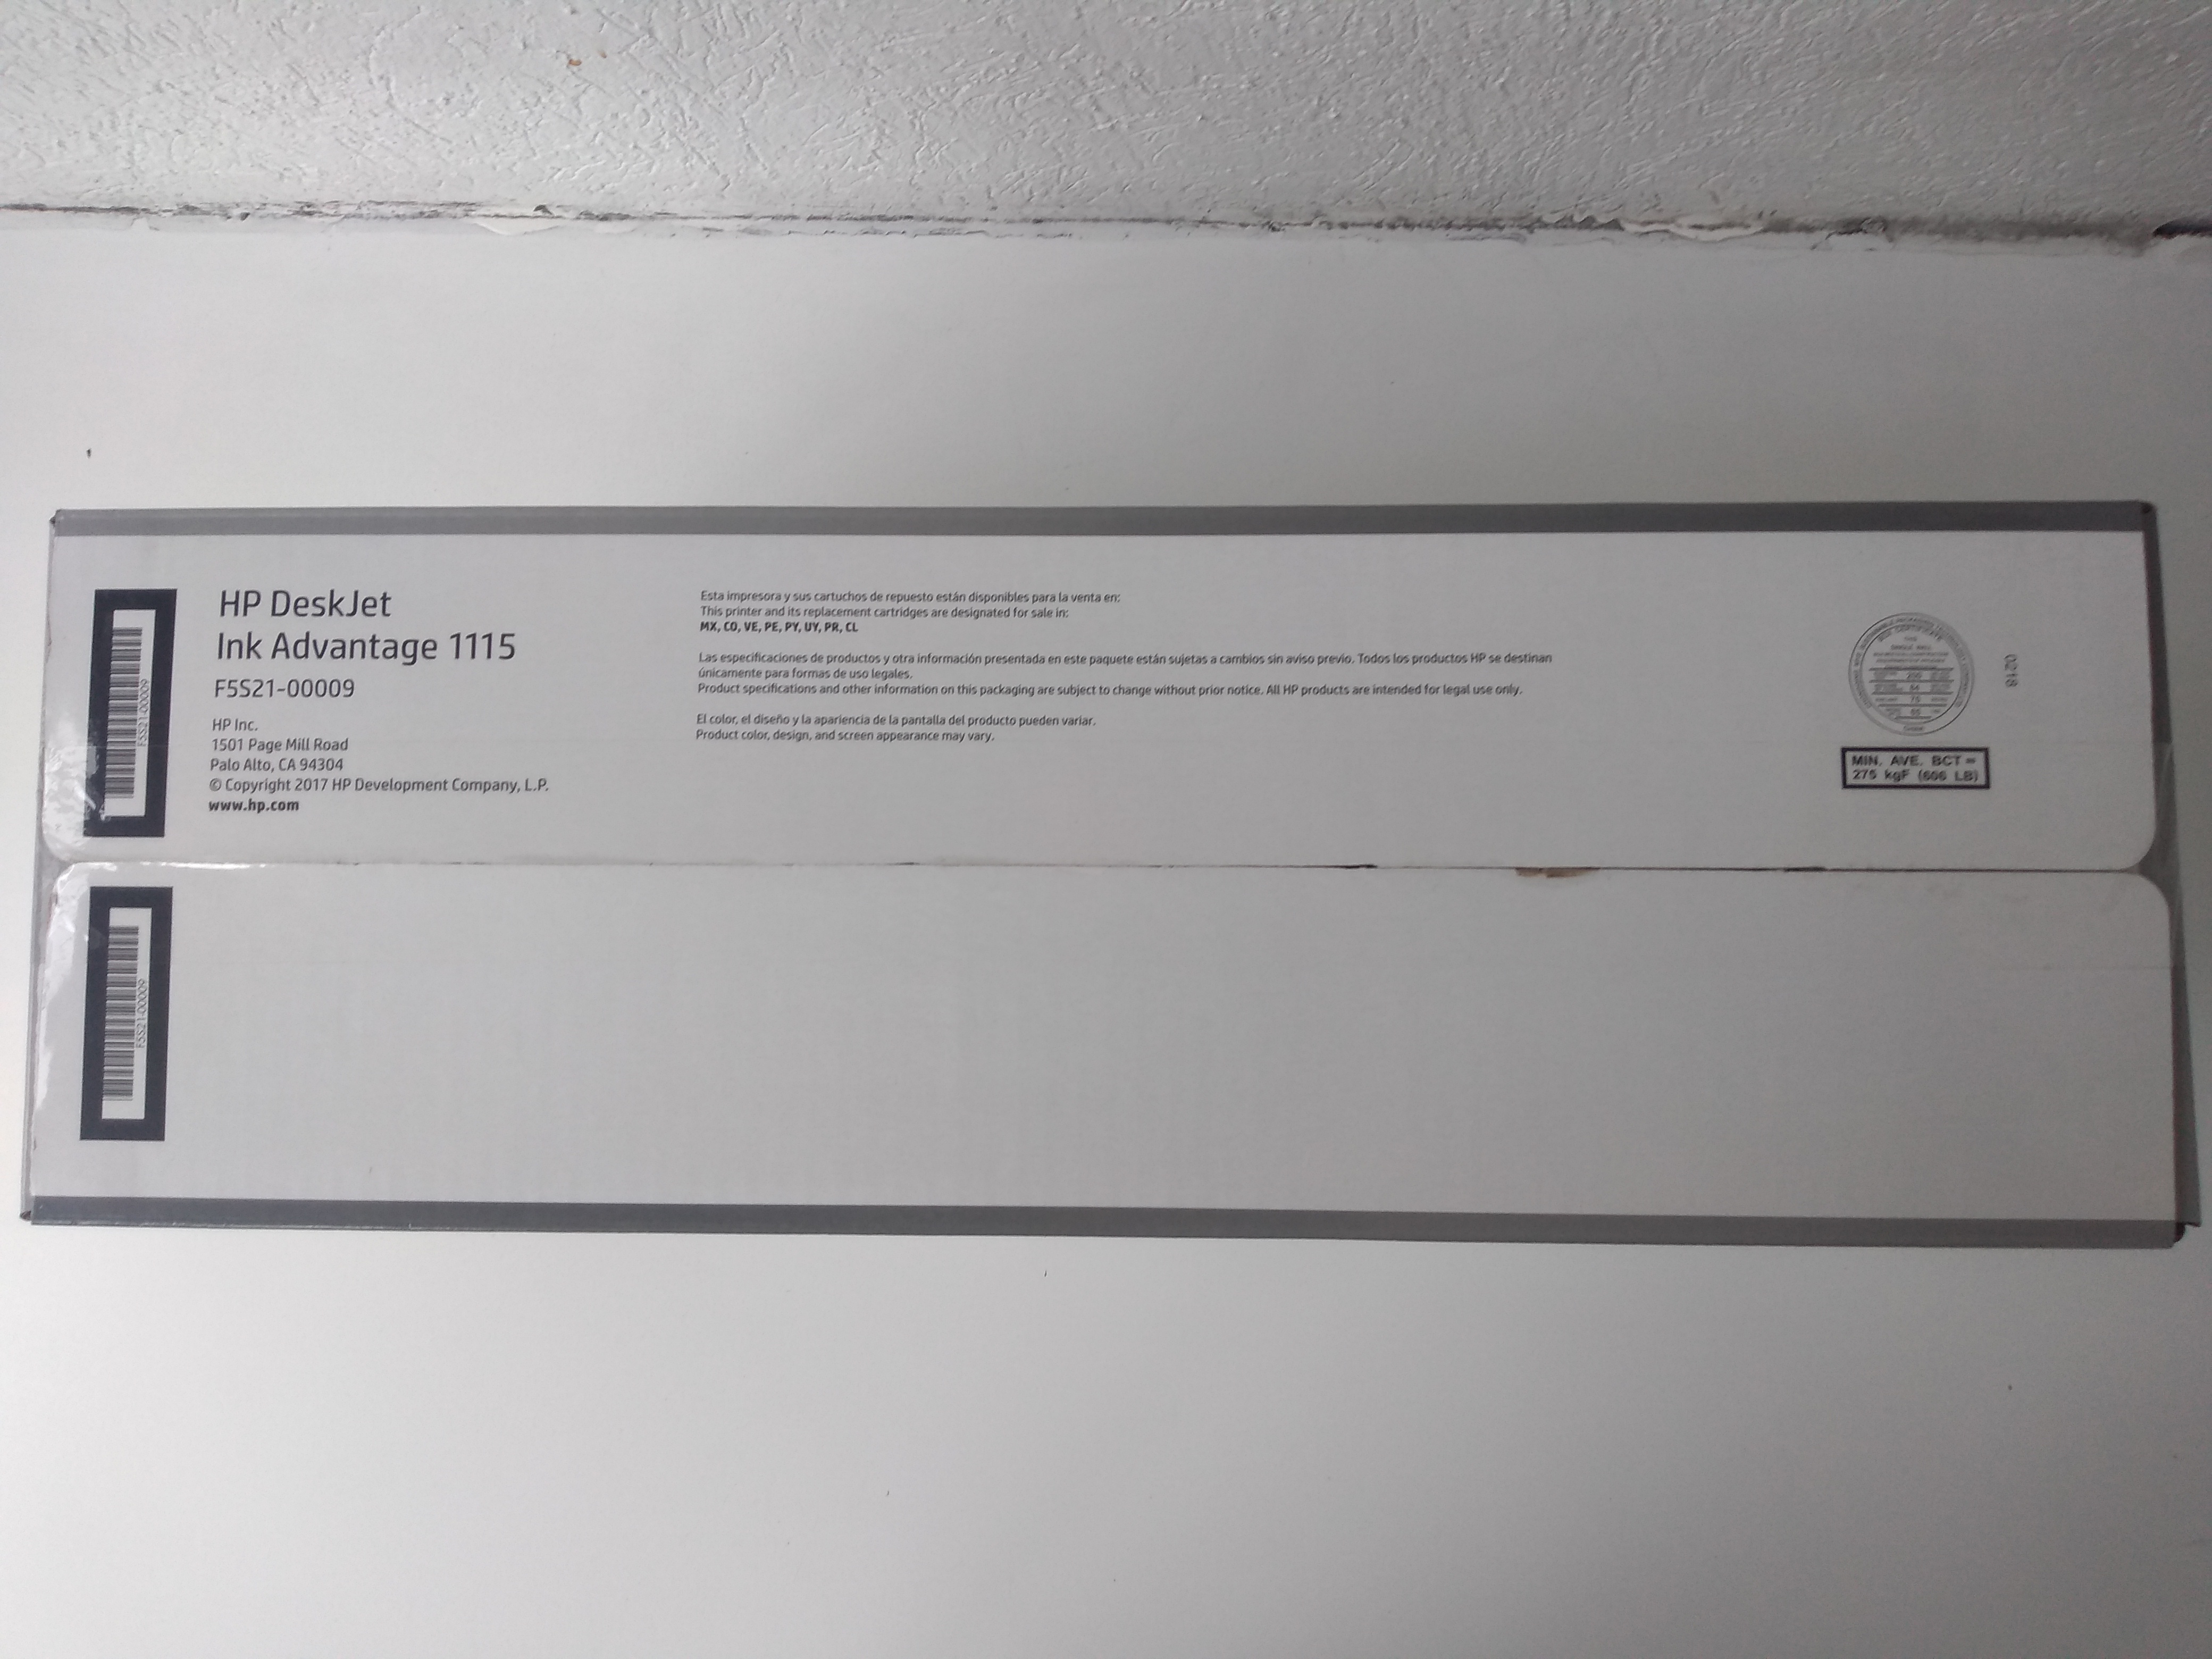 HP DeskJet
Ink Advantage 1115
F5S21-00009
HP Inc.
1501 Page Mill Road
Palo Alto, CA 94304
© Copyright 2017 HP Development Company, L.P.
www.hp.com
F5S21-00009
F5S21-00009
Esta impresora y sus cartuchos de repuesto están disponibles para la venta en:
This printer and its replacement cartridges are designated for sale in:
MX, CO, VE, PE, PY, UY, PR, CL
Las especificaciones de productos y otra información presentada en este paquete están sujetas a cambios sin aviso previo. Todos los productos HP se destinan
únicamente para formas de uso legales.
Product specifications and other information on this packaging are subject to change without prior notice. All HP products are intended for legal use only.
El color, el diseño y la apariencia de la pantalla del producto pueden variar.
Product color, design, and screen appearance may vary.
0218
MIN. AVE. BCT =
275 kgF (606 LB)